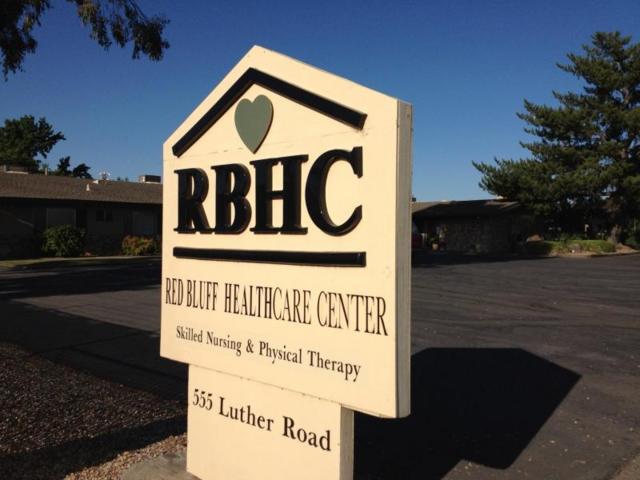 RBHC
RED BLUFF HEALTHCARE CENTER
Skilled Nursing & Physical Therapy
555 Luther Road